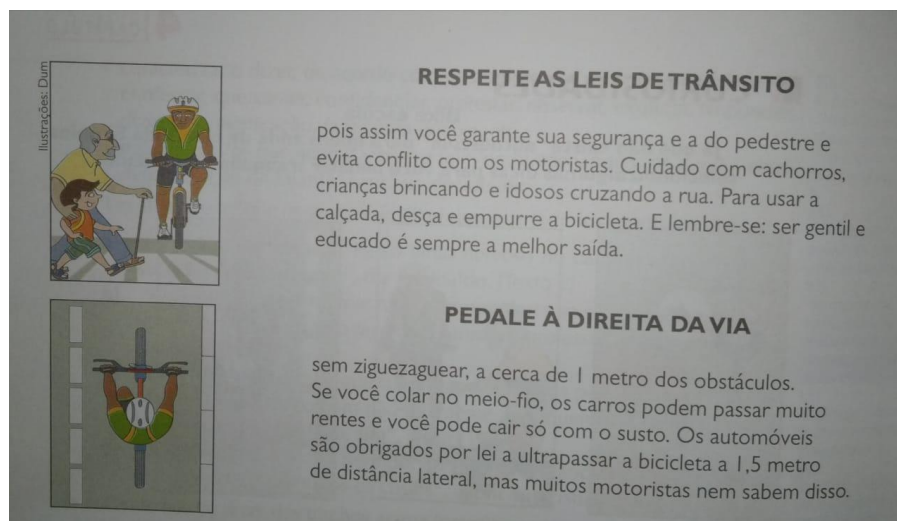 Ilustrações: Dum
RESPEITE AS LEIS DE TRÂNSITO
pois assim você garante sua segurança e a do pedestre e
evita conflito com os motoristas. Cuidado com cachorros,
crianças brincando e idosos cruzando a rua. Para usar a
calçada, desça e empurre a bicicleta. E lembre-se: ser gentil e
educado é sempre a melhor saída.
PEDALE À DIREITA DA VIA
sem ziguezaguear, a cerca de 1 metro dos obstáculos.
Se você colar no meio-fio, os carros podem passar muito
rentes e você pode cair só com o susto. Os automóveis
são obrigados por lei a ultrapassar a bicicleta a 1,5 metro
de distância lateral, mas muitos motoristas nem sabem disso.